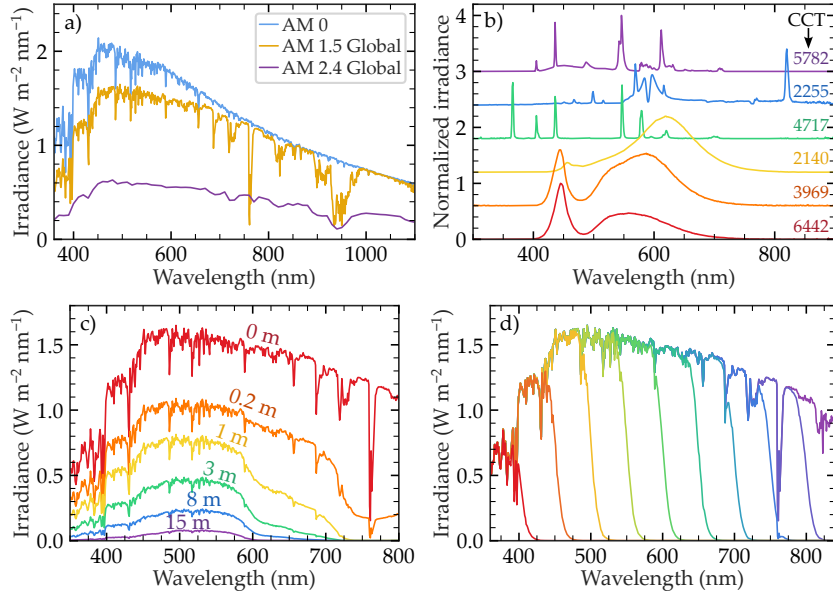 a)
AM 0
AM 1.5 Global
AM 2.4 Global
Irradiance (W m⁻² nm⁻¹)
0
1
2
400
600
800
1000
Wavelength (nm)
b)
CCT
5782
2255
4717
2140
3969
6442
Normalized irradiance
0
1
2
3
4
400
600
800
Wavelength (nm)
c)
0 m
0.2 m
1 m
3 m
8 m
15 m
Irradiance (W m⁻² nm⁻¹)
0.0
0.5
1.0
1.5
400
500
600
700
800
Wavelength (nm)
d)
Irradiance (W m⁻² nm⁻¹)
0.0
0.5
1.0
1.5
400
500
600
700
800
Wavelength (nm)